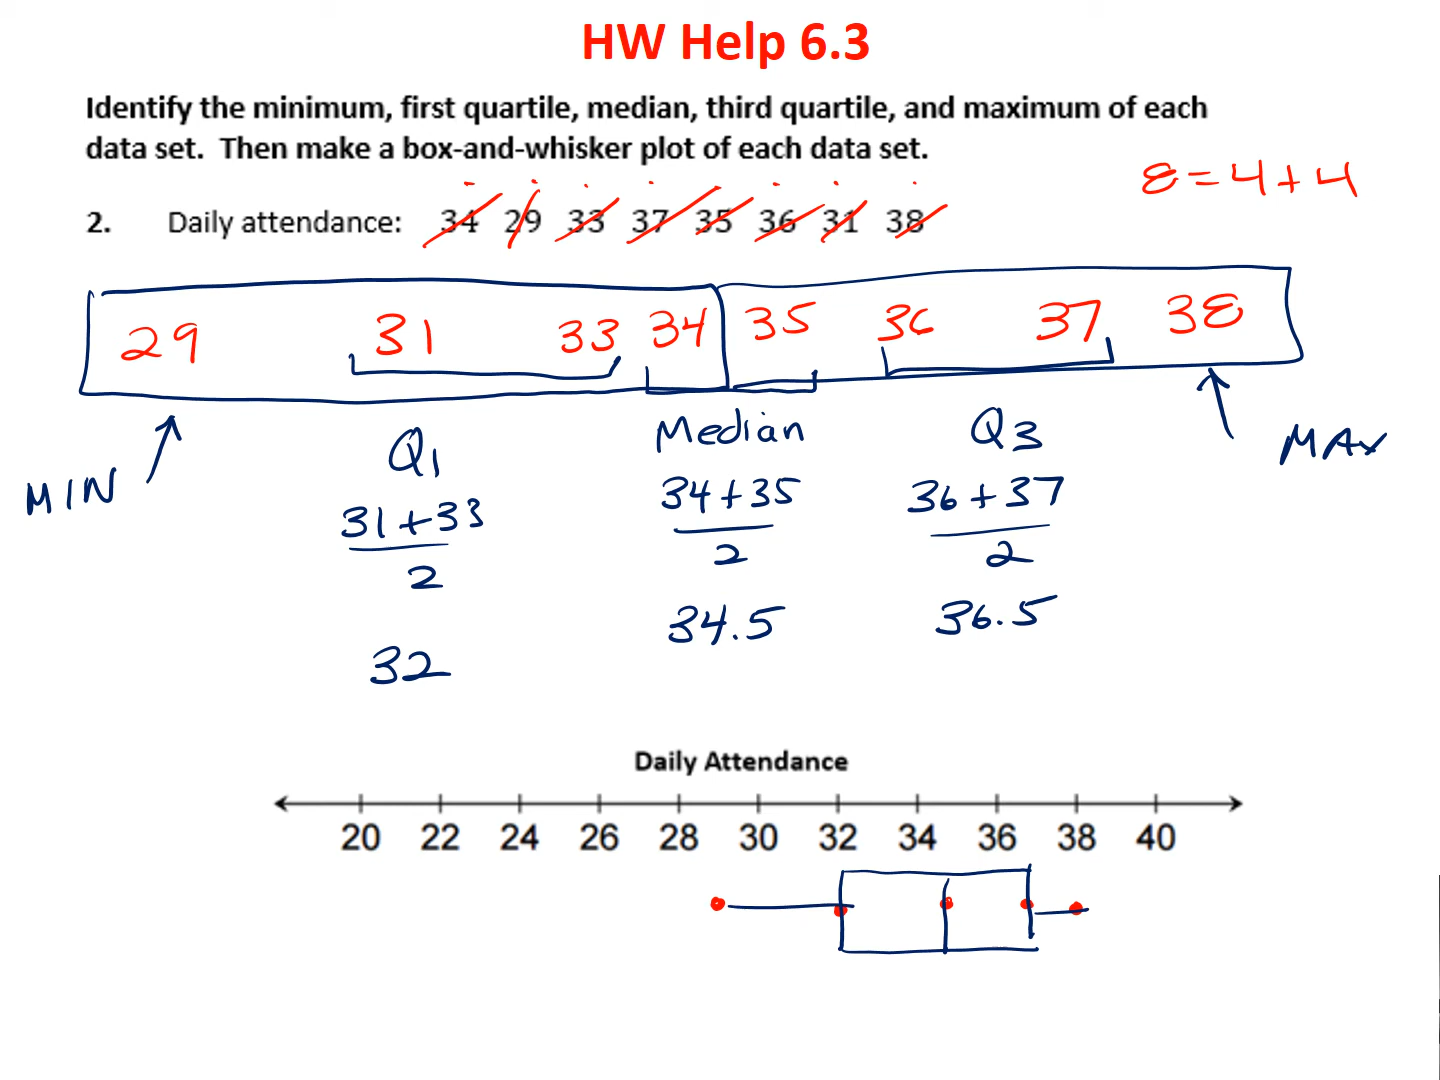 HW Help 6.3
Identify the minimum, first quartile, median, third quartile, and maximum of each
data set.  Then make a box-and-whisker plot of each data set.
8 = 4 + 4
2. Daily attendance: 34 29 33 37 35 36 31 38
29 31 33 34 35 36 37 38
MIN Q1 Median Q3 MAX
31 + 33 34 + 35 36 + 37
2 2 2
32 34.5 36.5
Daily Attendance
20 22 24 26 28 30 32 34 36 38 40